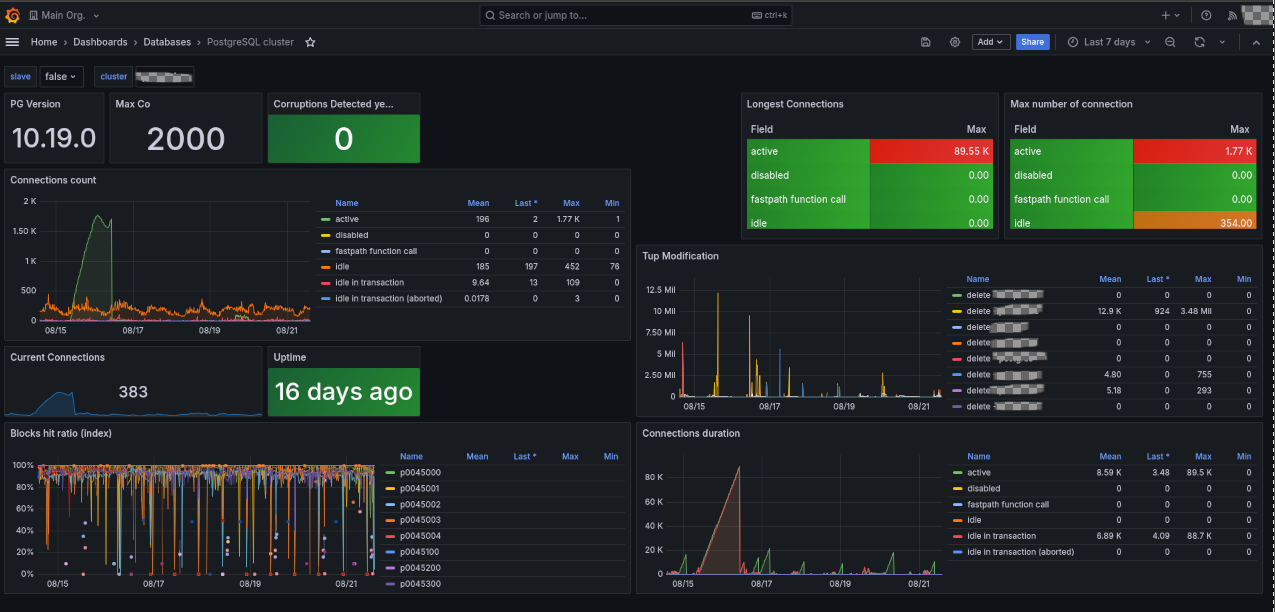 Main Org.
Search or jump to...
ctrl+k
Home › Dashboards › Databases › PostgreSQL cluster
Add
Share
Last 7 days
slave false cluster
PG Version
10.19.0
Max Co
2000
Corruptions Detected ye...
0
Longest Connections
Field Max
active 89.55 K
disabled 0.00
fastpath function call 0.00
idle 0.00
Max number of connection
Field Max
active 1.77 K
disabled 0.00
fastpath function call 0.00
idle 354.00
Connections count
2 K
1.50 K
1 K
500
0
08/15 08/17 08/19 08/21
Name Mean Last * Max Min
active 196 2 1.77 K 1
disabled 0 0 0 0
fastpath function call 0 0 0 0
idle 185 197 452 76
idle in transaction 9.64 13 109 0
idle in transaction (aborted) 0.0178 0 3 0
Tup Modification
12.5 Mil
10 Mil
7.50 Mil
5 Mil
2.50 Mil
0
08/15 08/17 08/19 08/21
Name Mean Last * Max Min
delete 0 0 0 0
delete 12.9 K 924 3.48 Mil 0
delete 0 0 0 0
delete 0 0 0 0
delete 0 0 0 0
delete 4.80 0 755 0
delete 5.18 0 293 0
delete 0 0 0 0
Current Connections
383
Uptime
16 days ago
Blocks hit ratio (index)
100%
80%
60%
40%
20%
0%
08/15 08/17 08/19 08/21
Name Mean Last * Max Min
p0045000
p0045001
p0045002
p0045003
p0045004
p0045100
p0045200
p0045300
Connections duration
80 K
60 K
40 K
20 K
0
08/15 08/17 08/19 08/21
Name Mean Last * Max Min
active 8.59 K 3.48 89.5 K 0
disabled 0 0 0 0
fastpath function call 0 0 0 0
idle 0 0 0 0
idle in transaction 6.89 K 4.09 88.7 K 0
idle in transaction (aborted) 0 0 0 0